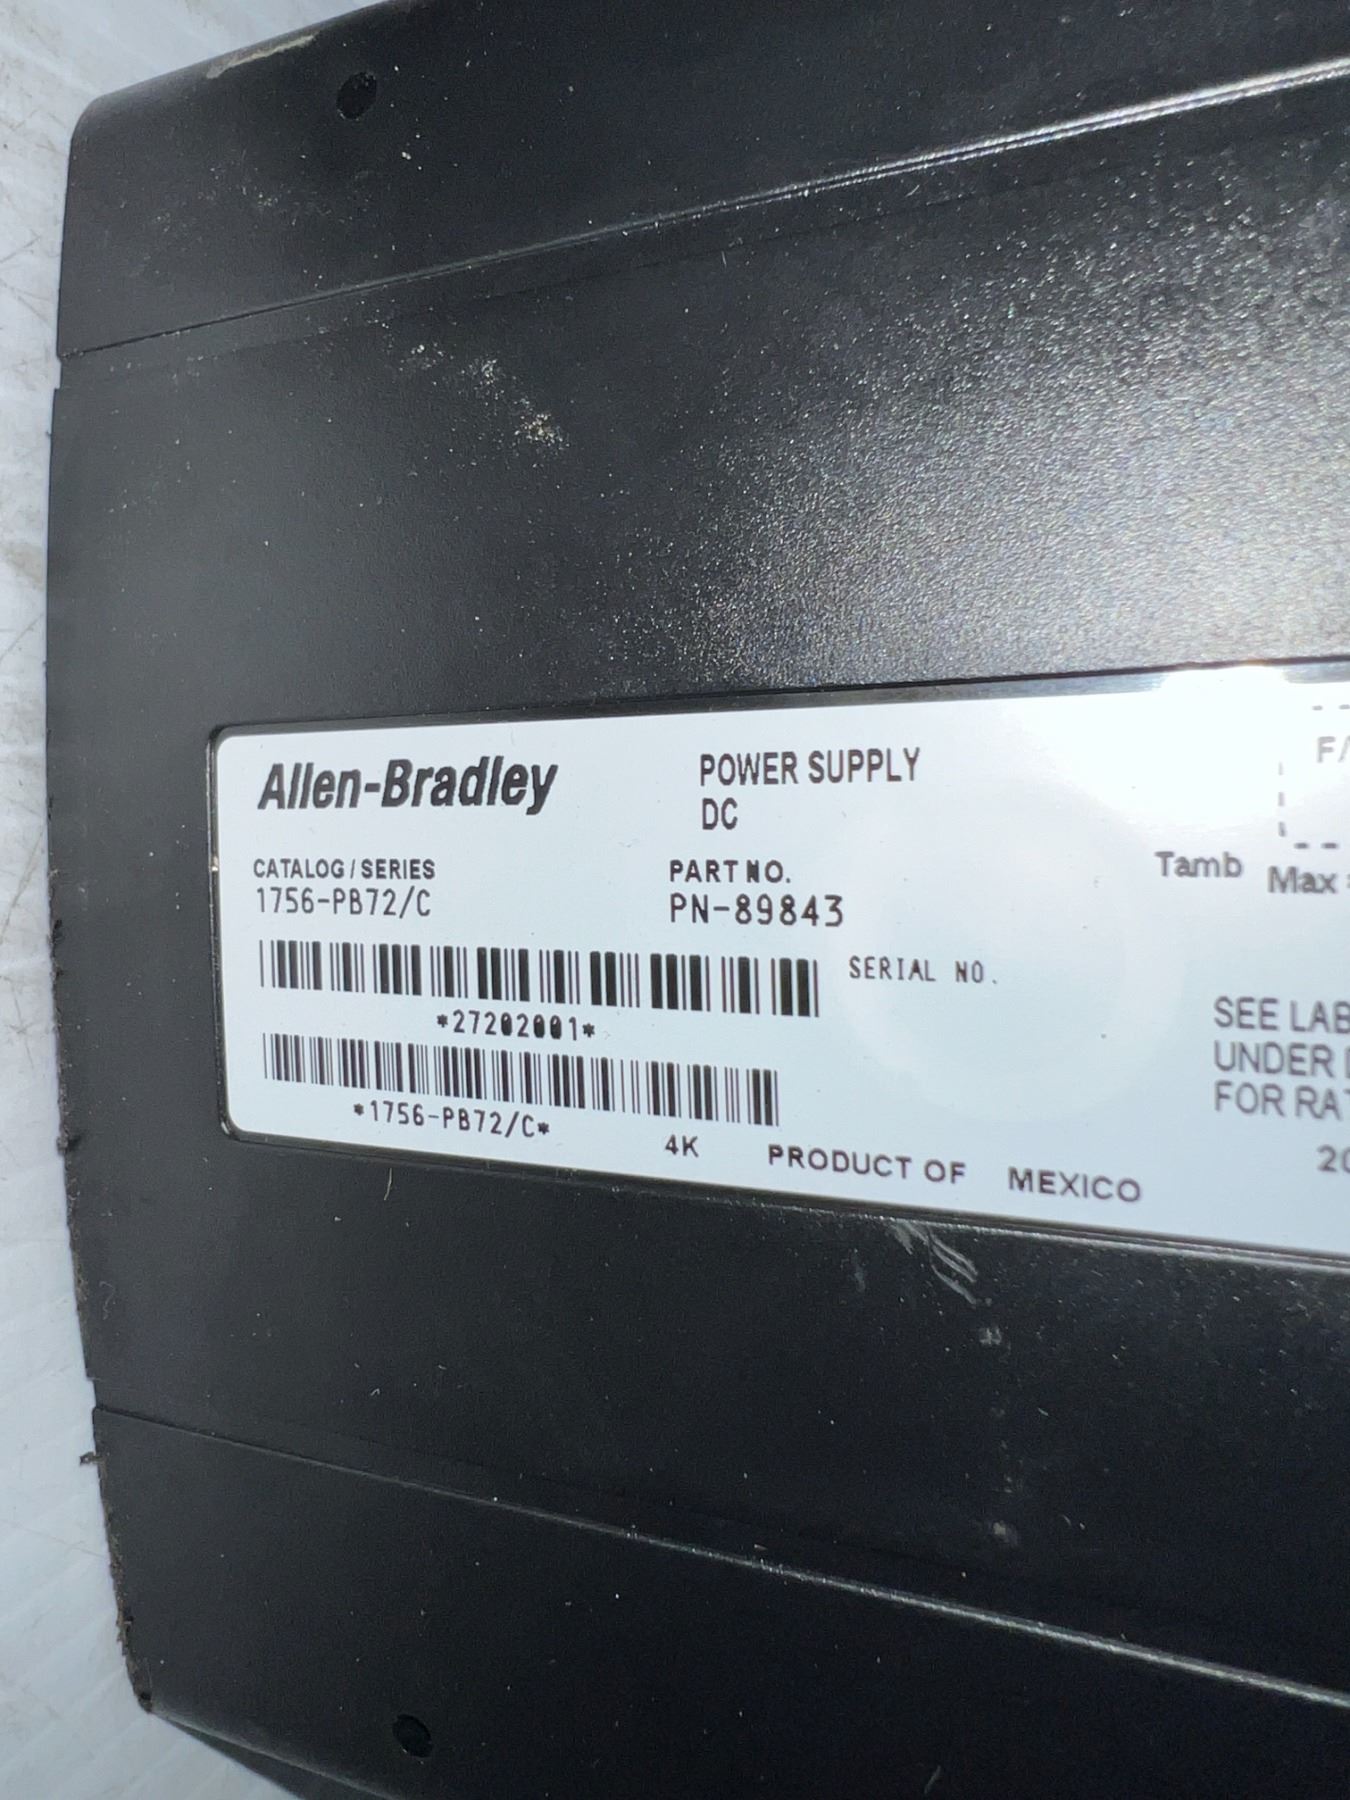 Allen-Bradley
POWER SUPPLY
DC
CATALOG/SERIES
1756-PB72/C
PART NO.
PN-89843
SERIAL NO.
*27202001*
*1756-PB72/C*
4K
PRODUCT OF MEXICO
Tamb Max
SEE LAB
UNDER
FOR RA